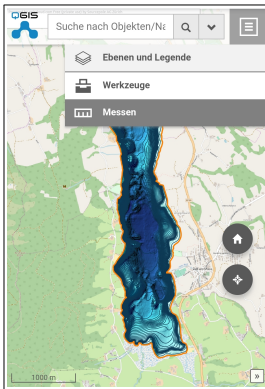 QGIS
Suche nach Objekten/Na
Ebenen und Legende
Werkzeuge
Messen
1000 m
»